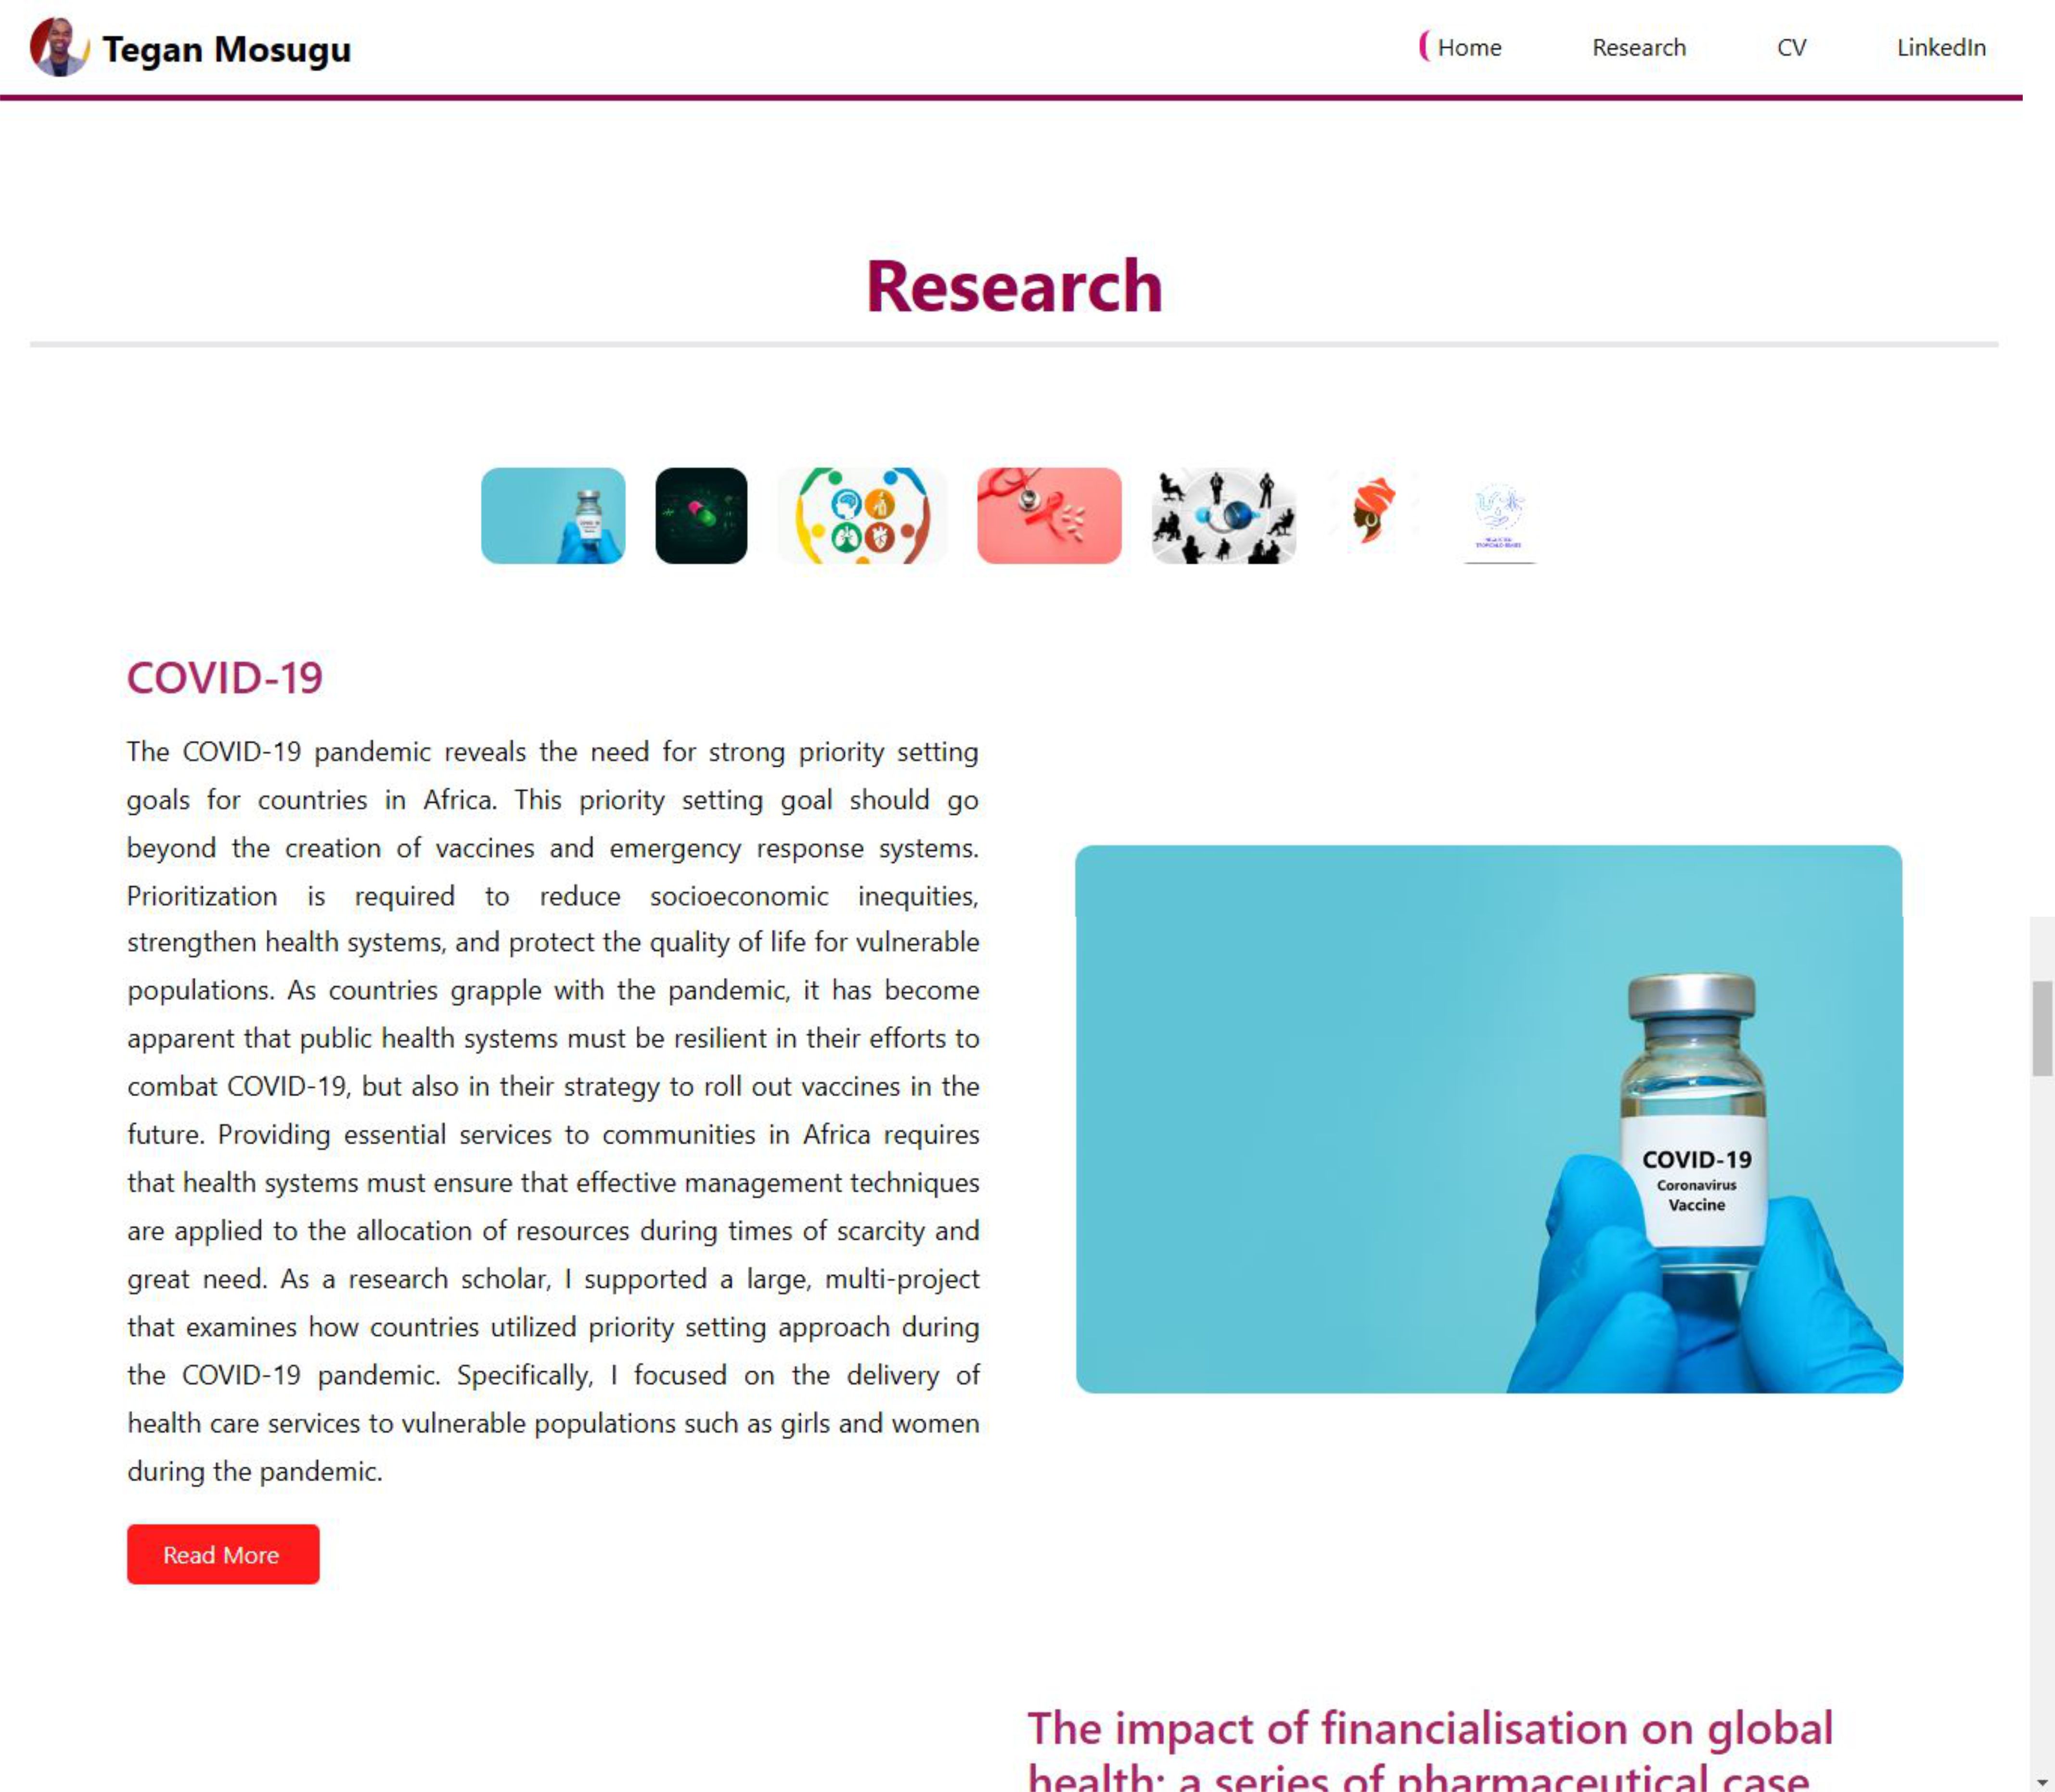 Tegan Mosugu
Home
Research
CV
LinkedIn
Research
COVID-19
The COVID-19 pandemic reveals the need for strong priority setting
goals for countries in Africa. This priority setting goal should go
beyond the creation of vaccines and emergency response systems.
Prioritization is required to reduce socioeconomic inequities,
strengthen health systems, and protect the quality of life for vulnerable
populations. As countries grapple with the pandemic, it has become
apparent that public health systems must be resilient in their efforts to
combat COVID-19, but also in their strategy to roll out vaccines in the
future. Providing essential services to communities in Africa requires
that health systems must ensure that effective management techniques
are applied to the allocation of resources during times of scarcity and
great need. As a research scholar, I supported a large, multi-project
that examines how countries utilized priority setting approach during
the COVID-19 pandemic. Specifically, I focused on the delivery of
health care services to vulnerable populations such as girls and women
during the pandemic.
COVID-19
Coronavirus
Vaccine
Read More
The impact of financialisation on global
health: a series of pharmaceutical case